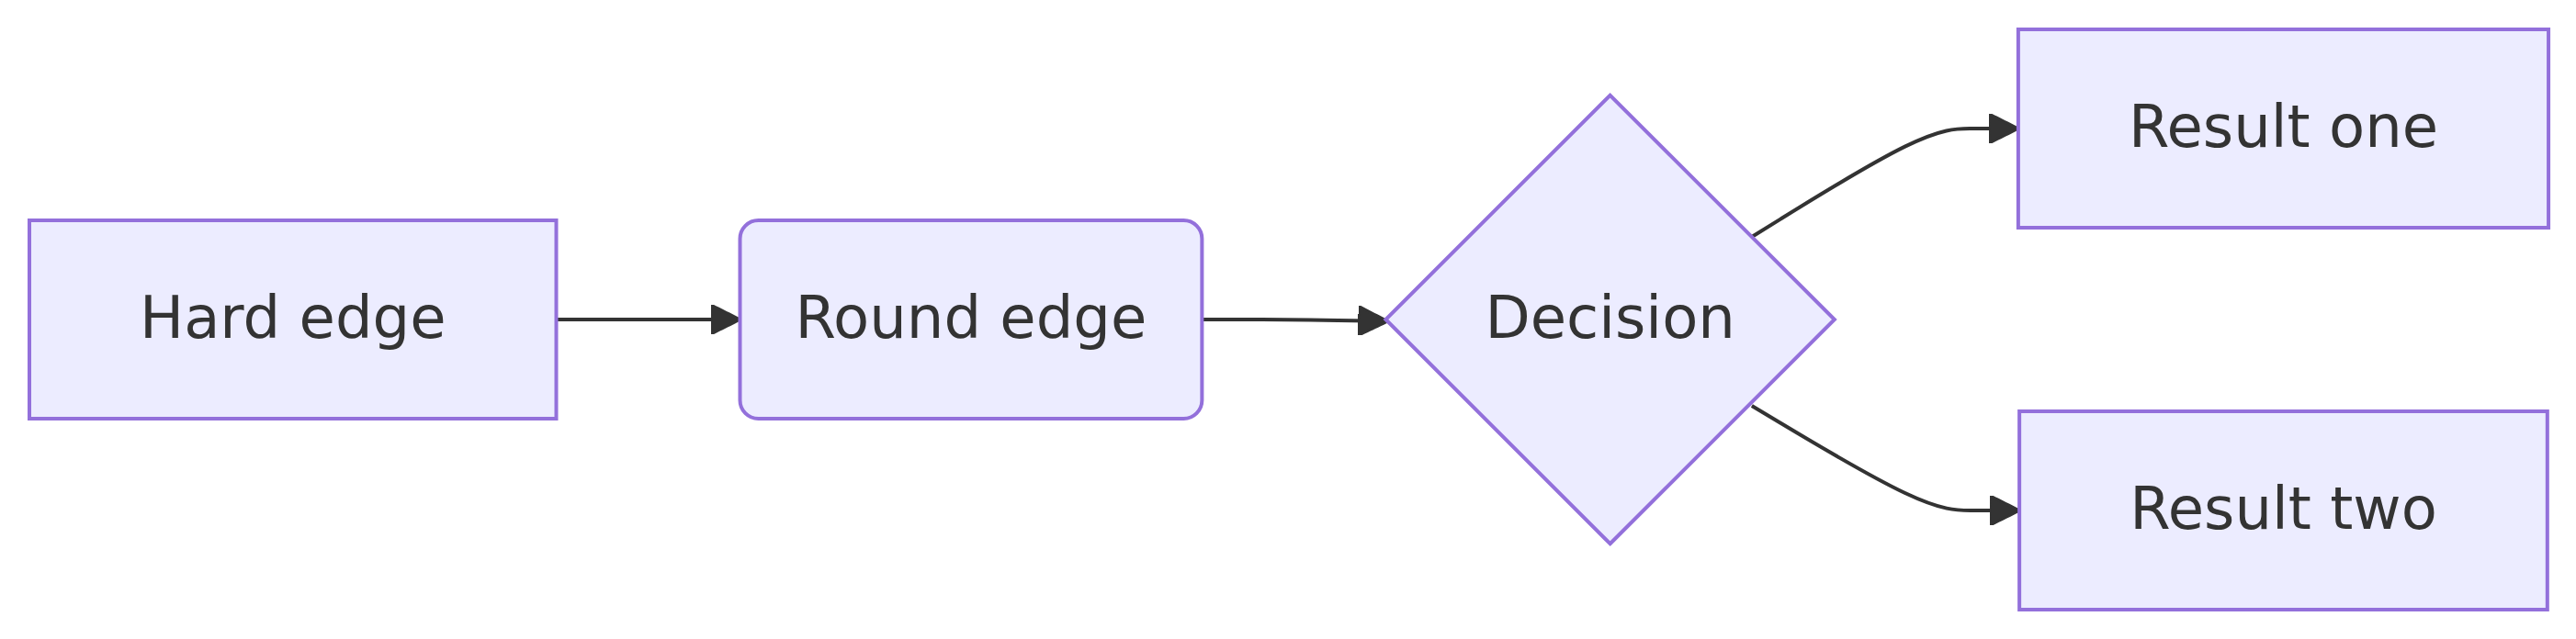 Hard edge
Round edge
Decision
Result one
Result two